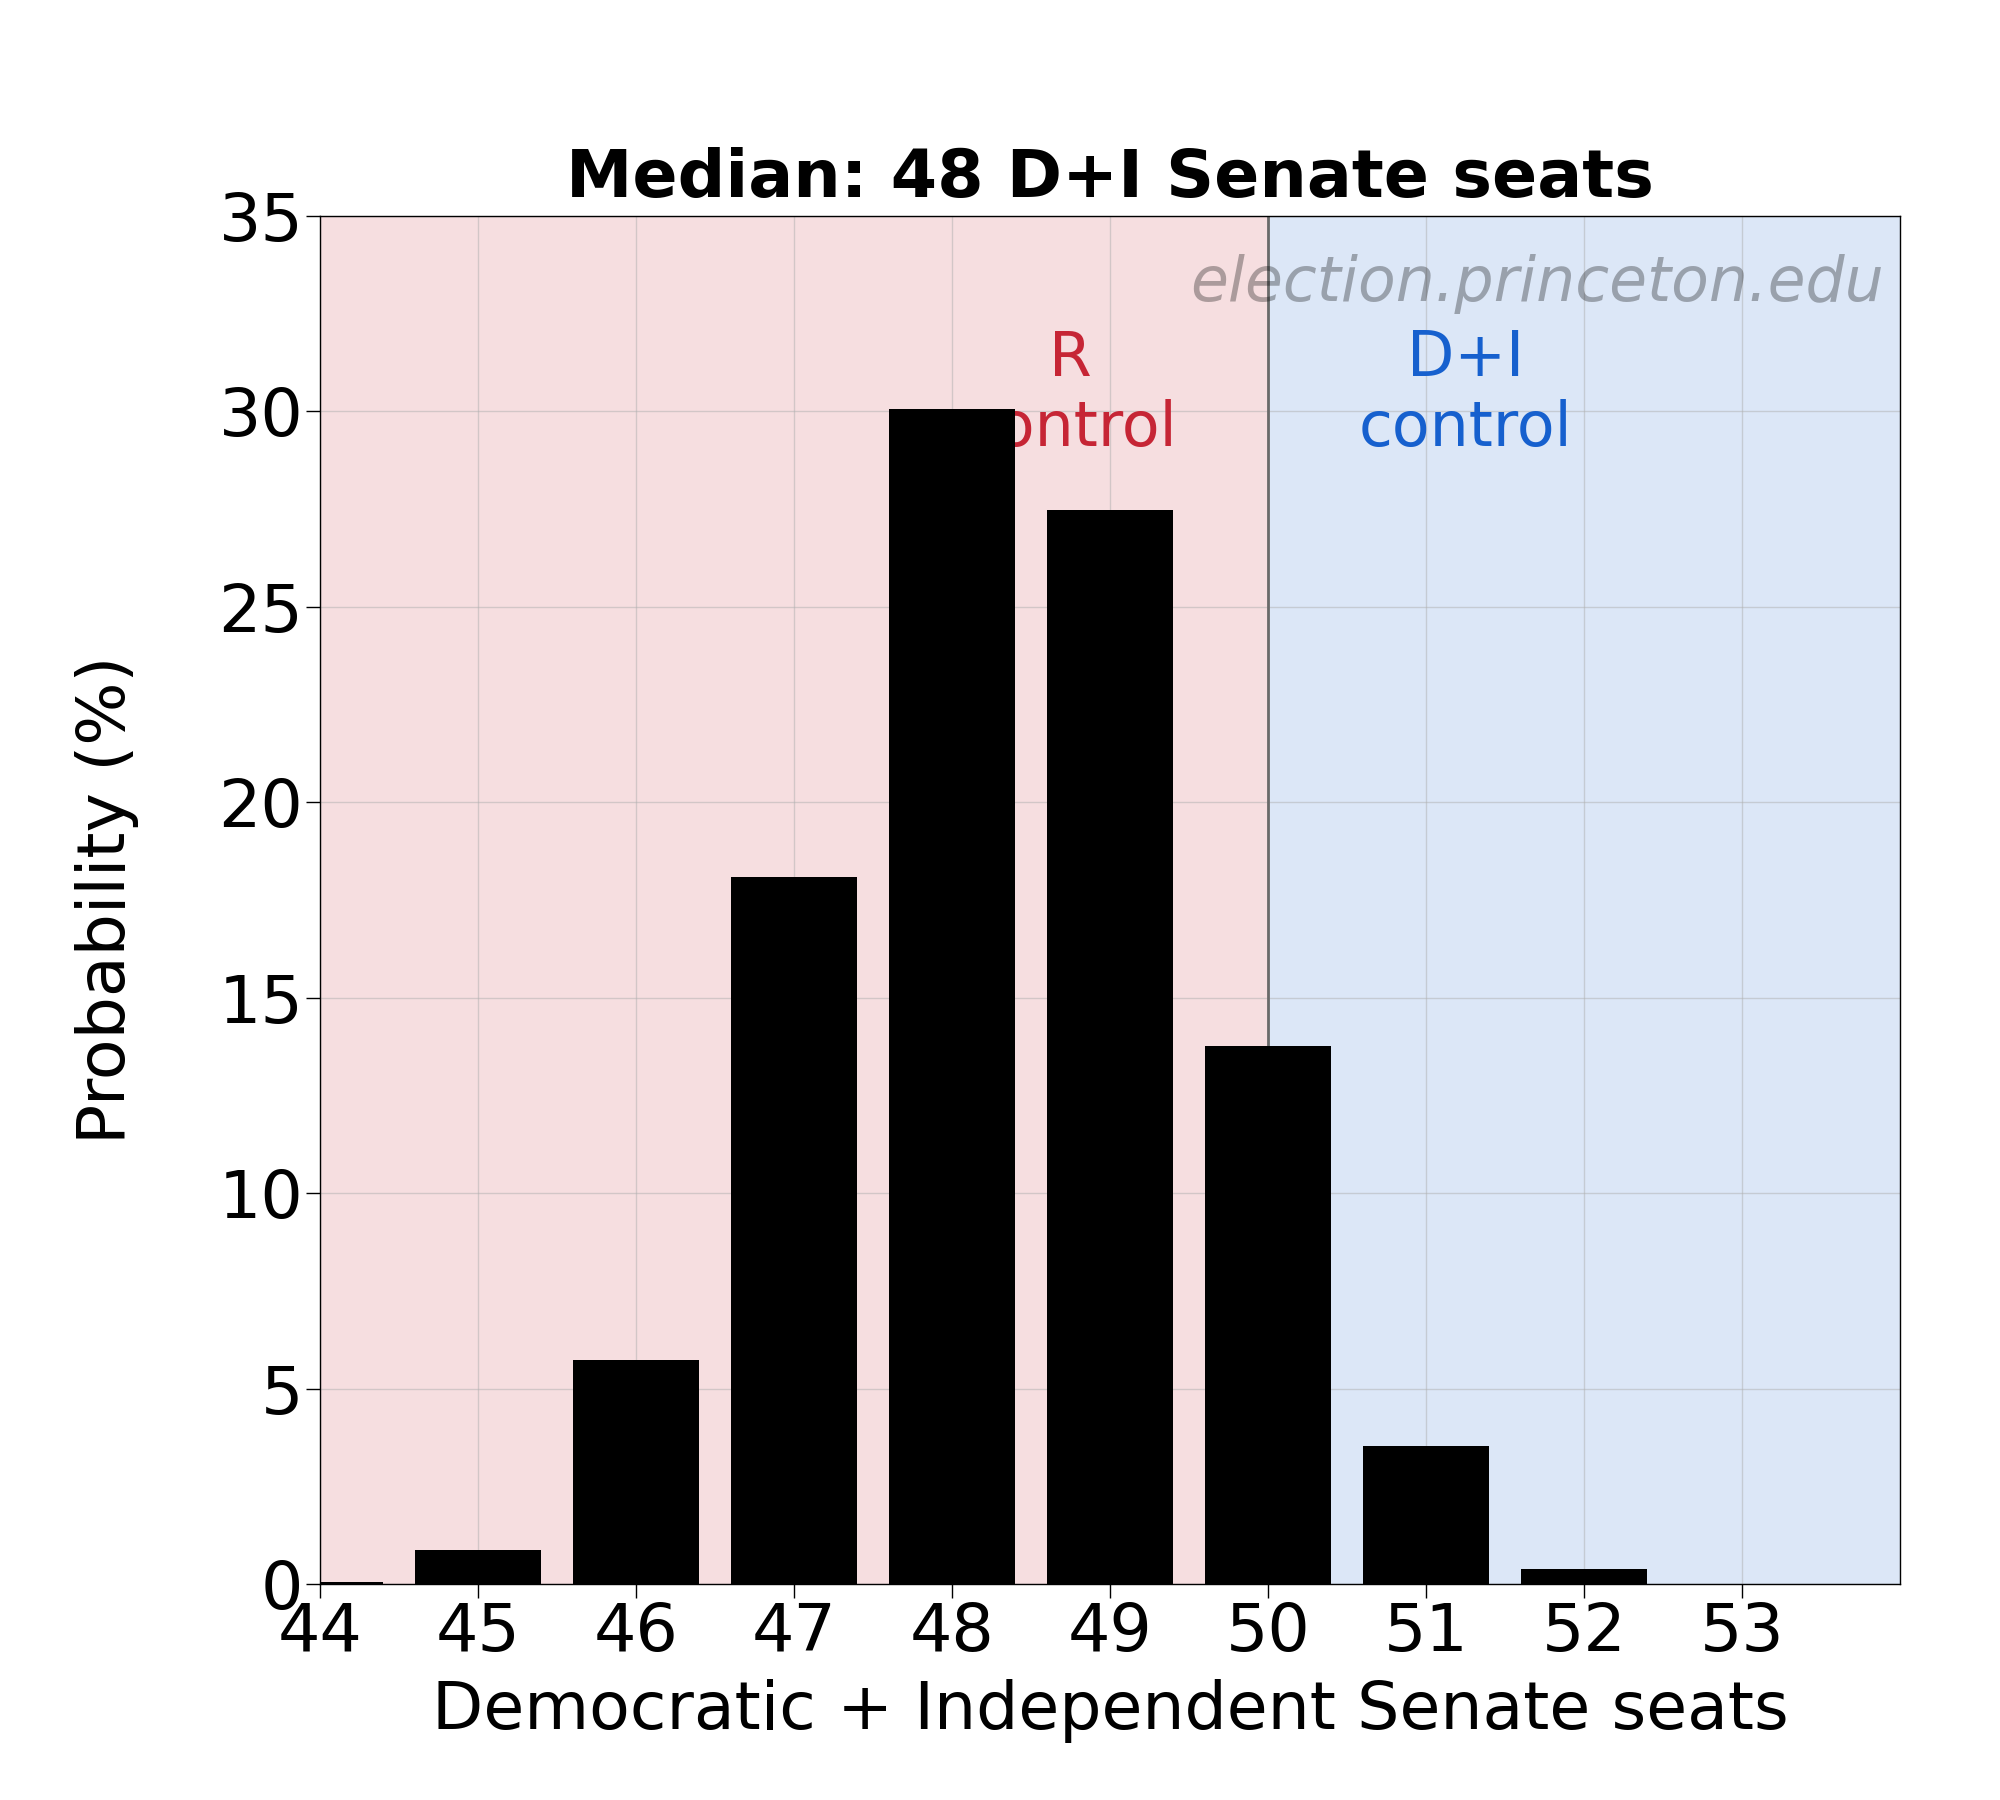 Median: 48 D+I Senate seats
election.princeton.edu
R
ontrol
D+I
control
35
30
25
20
15
10
5
0
Probability (%)
44 45 46 47 48 49 50 51 52 53
Democratic + Independent Senate seats